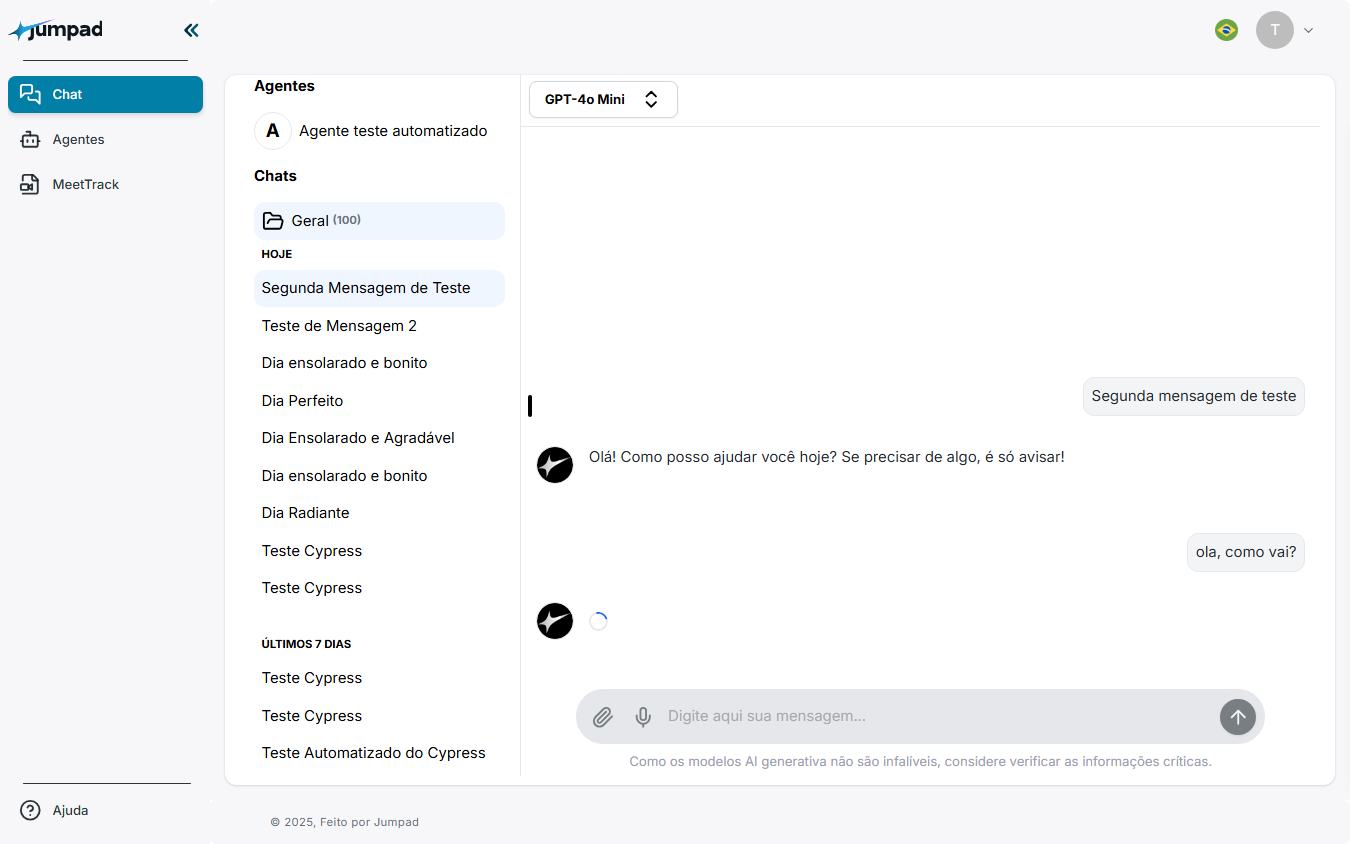 Jumpad
T
Chat
Agentes
MeetTrack
Ajuda
Agentes
A Agente teste automatizado
Chats
Geral (100)
HOJE
Segunda Mensagem de Teste
Teste de Mensagem 2
Dia ensolarado e bonito
Dia Perfeito
Dia Ensolarado e Agradável
Dia ensolarado e bonito
Dia Radiante
Teste Cypress
Teste Cypress
ÚLTIMOS 7 DIAS
Teste Cypress
Teste Cypress
Teste Automatizado do Cypress
GPT-4o Mini
Segunda mensagem de teste
Olá! Como posso ajudar você hoje? Se precisar de algo, é só avisar!
ola, como vai?
Digite aqui sua mensagem...
Como os modelos AI generativa não são infalíveis, considere verificar as informações críticas.
© 2025, Feito por Jumpad